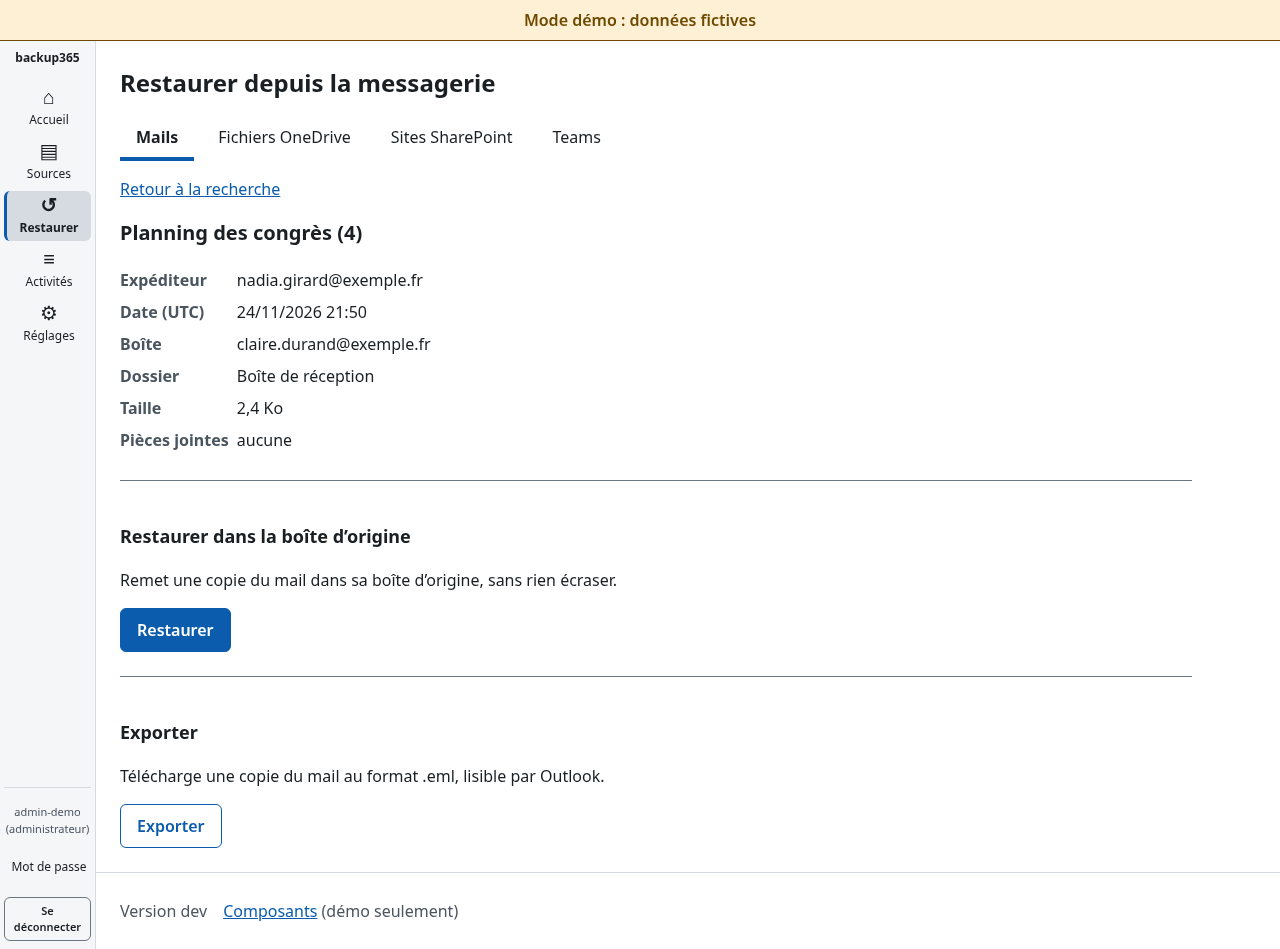 Mode démo : données fictives
backup365
Accueil
Sources
Restaurer
Activités
Réglages
admin-demo
(administrateur)
Mot de passe
Se
déconnecter
Restaurer depuis la messagerie
Mails Fichiers OneDrive Sites SharePoint Teams
Retour à la recherche
Planning des congrès (4)
Expéditeur nadia.girard@exemple.fr
Date (UTC) 24/11/2026 21:50
Boîte claire.durand@exemple.fr
Dossier Boîte de réception
Taille 2,4 Ko
Pièces jointes aucune
Restaurer dans la boîte d’origine
Remet une copie du mail dans sa boîte d’origine, sans rien écraser.
Restaurer
Exporter
Télécharge une copie du mail au format .eml, lisible par Outlook.
Exporter
Version dev Composants (démo seulement)